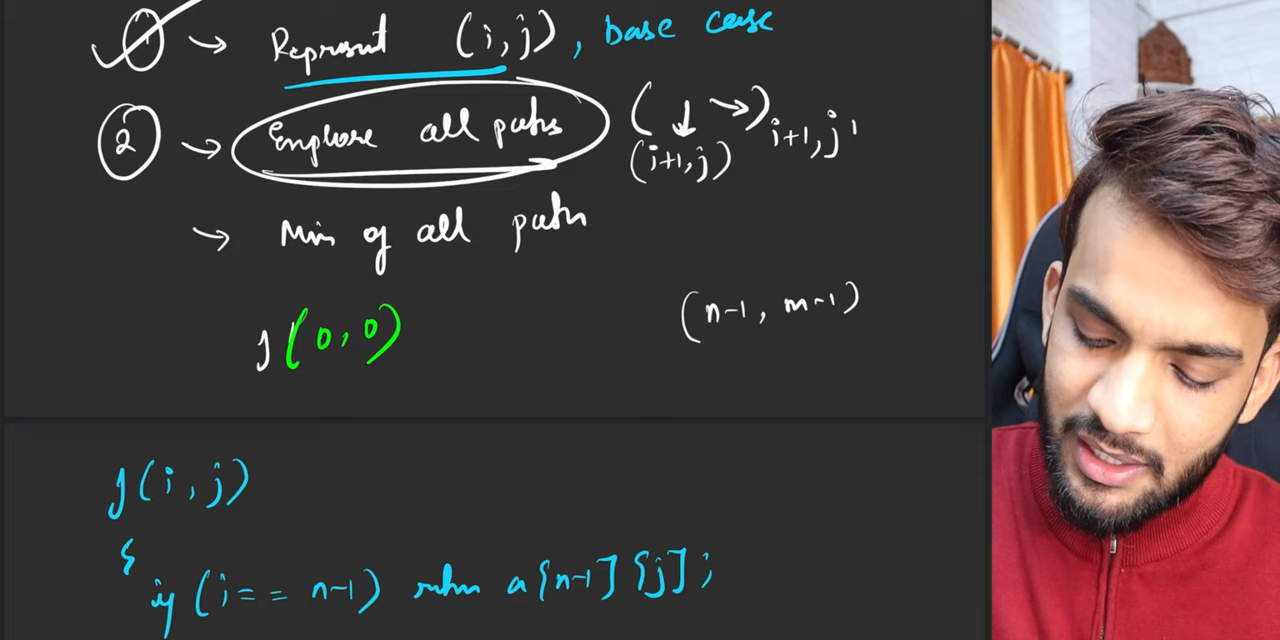 ① → Represent (i,j), base case
② → Explore all paths (↓ →) i+1, j+1
(i+1,j)
→ Min of all path
f(0,0) (n-1, m-1)
f(i,j)
{
if (i == n-1) return a[n-1][j];